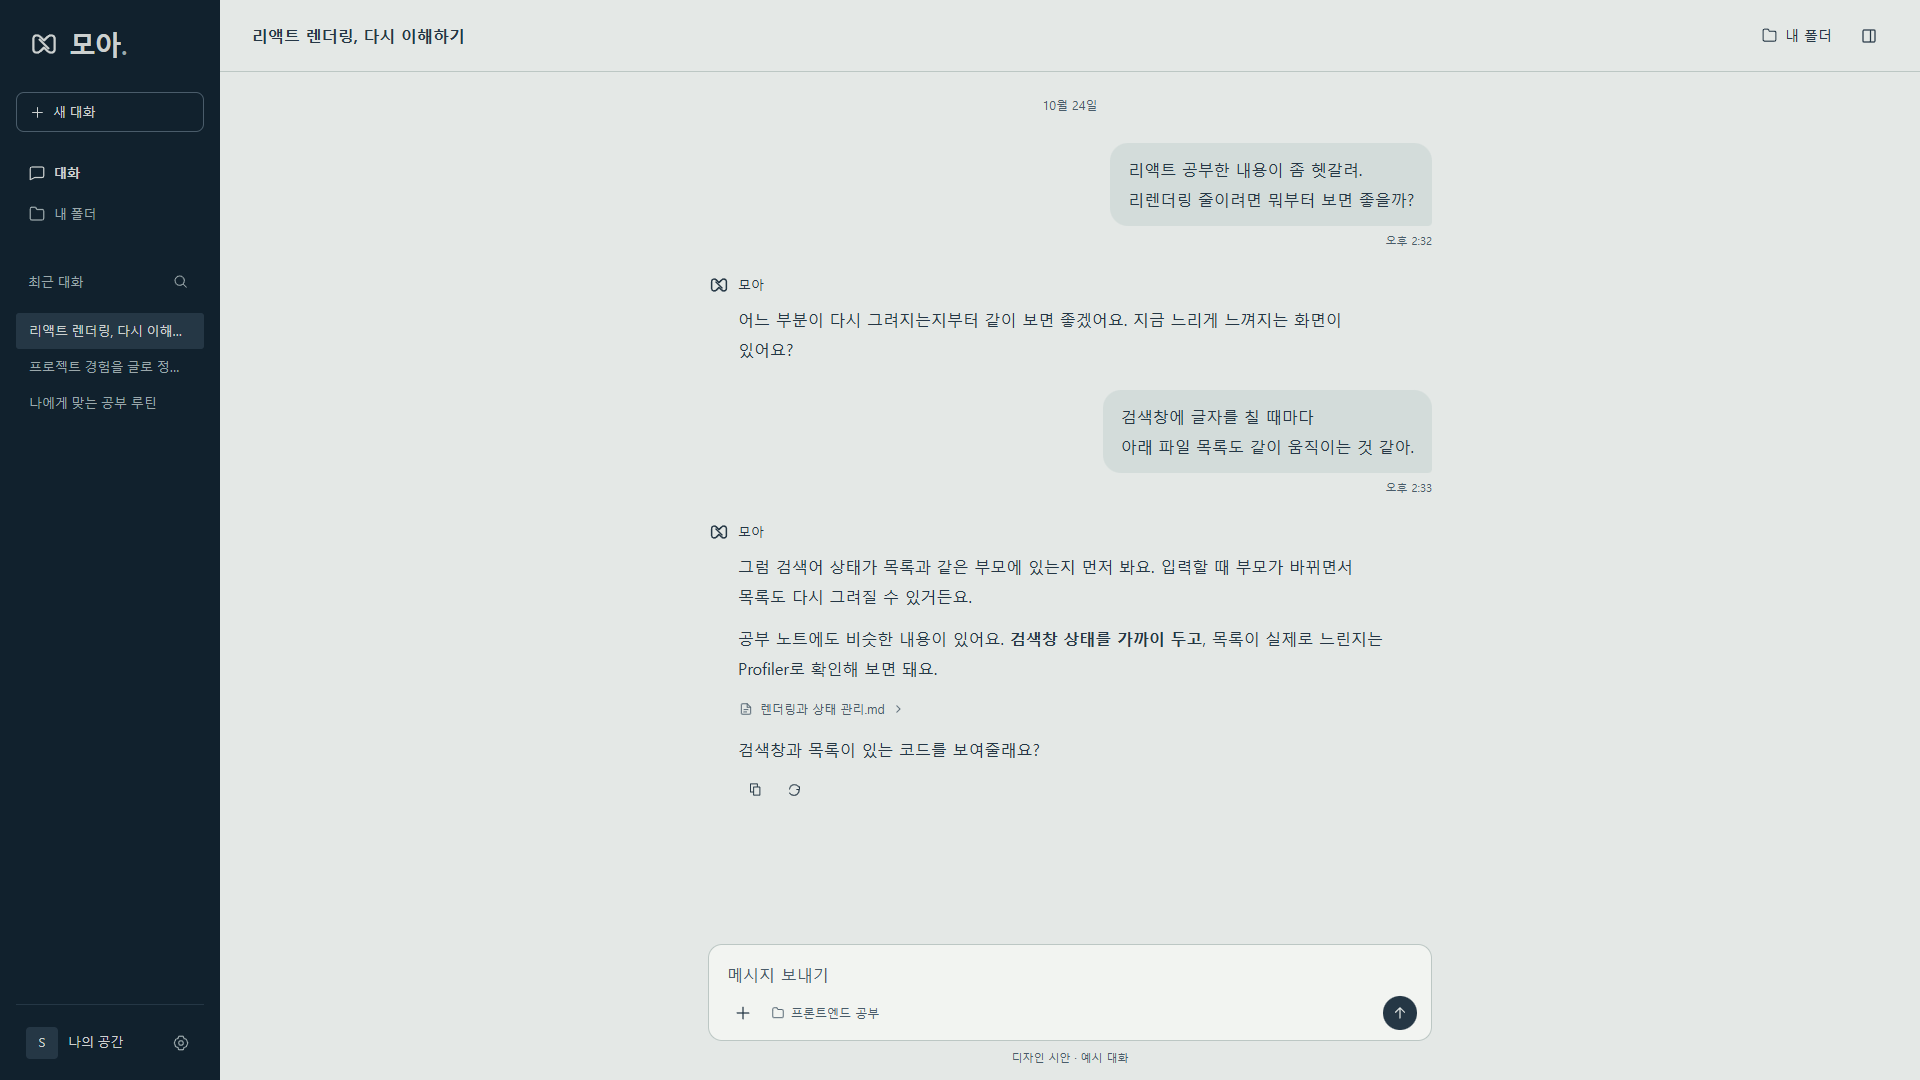 모아.
새 대화
대화
내 폴더
최근 대화
리액트 렌더링, 다시 이해...
프로젝트 경험을 글로 정...
나에게 맞는 공부 루틴
S 나의 공간
리액트 렌더링, 다시 이해하기
내 폴더
10월 24일
리액트 공부한 내용이 좀 헷갈려.
리렌더링 줄이려면 뭐부터 보면 좋을까?
오후 2:32
모아
어느 부분이 다시 그려지는지부터 같이 보면 좋겠어요. 지금 느리게 느껴지는 화면이
있어요?
검색창에 글자를 칠 때마다
아래 파일 목록도 같이 움직이는 것 같아.
오후 2:33
모아
그럼 검색어 상태가 목록과 같은 부모에 있는지 먼저 봐요. 입력할 때 부모가 바뀌면서
목록도 다시 그려질 수 있거든요.
공부 노트에도 비슷한 내용이 있어요. 검색창 상태를 가까이 두고, 목록이 실제로 느린지는
Profiler로 확인해 보면 돼요.
렌더링과 상태 관리.md
검색창과 목록이 있는 코드를 보여줄래요?
메시지 보내기
프론트엔드 공부
디자인 시안 · 예시 대화